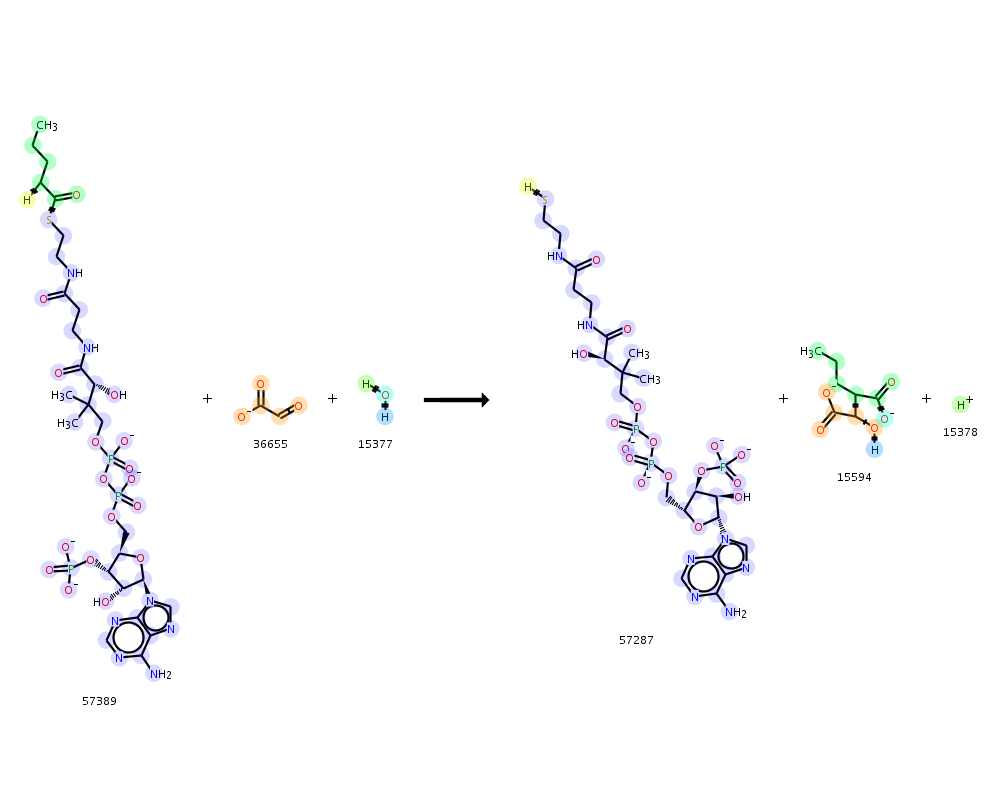 CH3
H
O
S
NH
O
NH
O
OH
H3C
H3C
O
O-
P
O
O
O-
P
O
O
O-
O
P
O
O-
O
HO
N
N
N
N
NH2
57389
+
O
O-
O
36655
+
H
O
H
15377
H
S
HN
O
HN
O
HO
CH3
CH3
O
O
P
O
O-
O
P
O-
O
O-
P
O-
O
O
OH
O
N
N
N
N
NH2
57287
+
H3C
O-
O
O
O-
O
H
15594
+
H+
15378